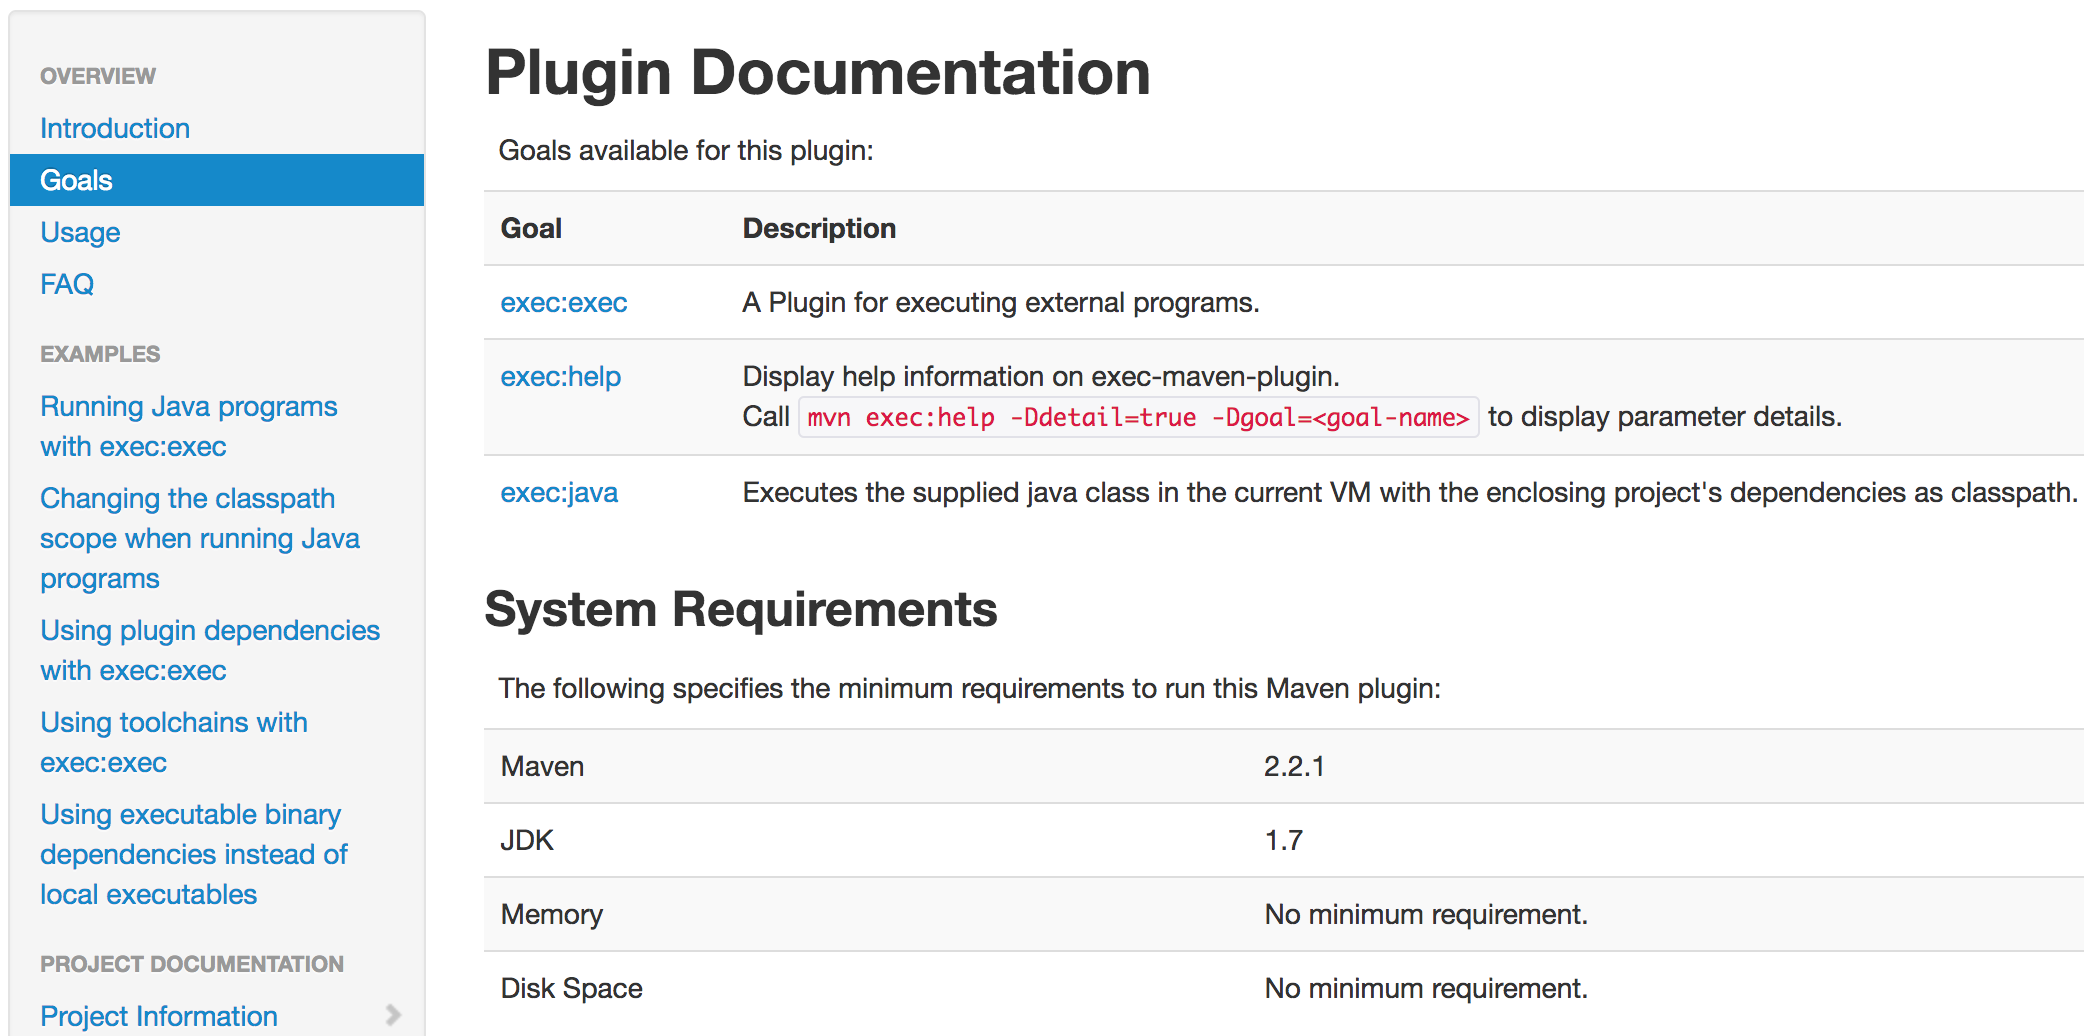 OVERVIEW
Introduction
Goals
Usage
FAQ
EXAMPLES
Running Java programs
with exec:exec
Changing the classpath
scope when running Java
programs
Using plugin dependencies
with exec:exec
Using toolchains with
exec:exec
Using executable binary
dependencies instead of
local executables
PROJECT DOCUMENTATION
Project Information
Plugin Documentation
Goals available for this plugin:
Goal Description
exec:exec A Plugin for executing external programs.
exec:help Display help information on exec-maven-plugin.
Call mvn exec:help -Ddetail=true -Dgoal=<goal-name> to display parameter details.
exec:java Executes the supplied java class in the current VM with the enclosing project's dependencies as classpath.
System Requirements
The following specifies the minimum requirements to run this Maven plugin:
Maven 2.2.1
JDK 1.7
Memory No minimum requirement.
Disk Space No minimum requirement.